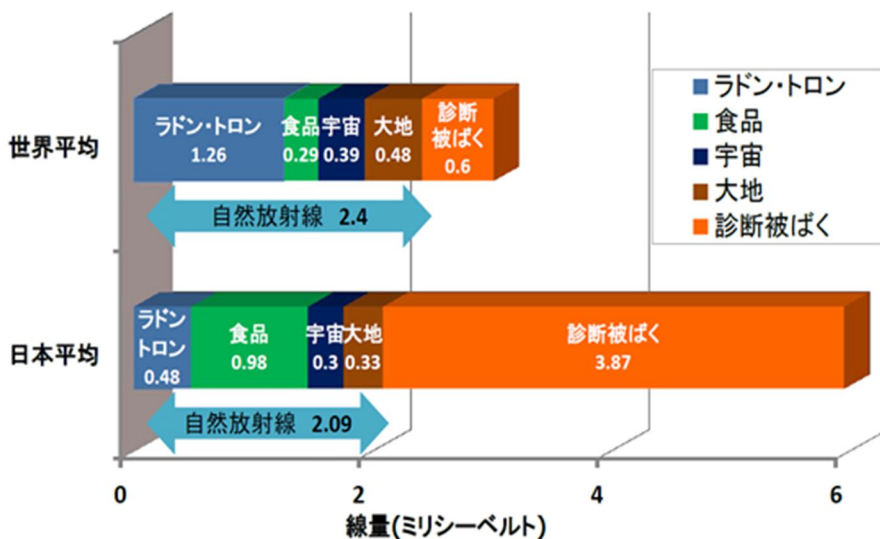 世界平均
ラドン・トロン
1.26
食品
0.29
宇宙
0.39
大地
0.48
診断
被ばく
0.6
自然放射線 2.4
日本平均
ラドン
トロン
0.48
食品
0.98
宇宙
0.3
大地
0.33
診断被ばく
3.87
自然放射線 2.09
0
2
4
6
線量(ミリシーベルト)
ラドン・トロン
食品
宇宙
大地
診断被ばく